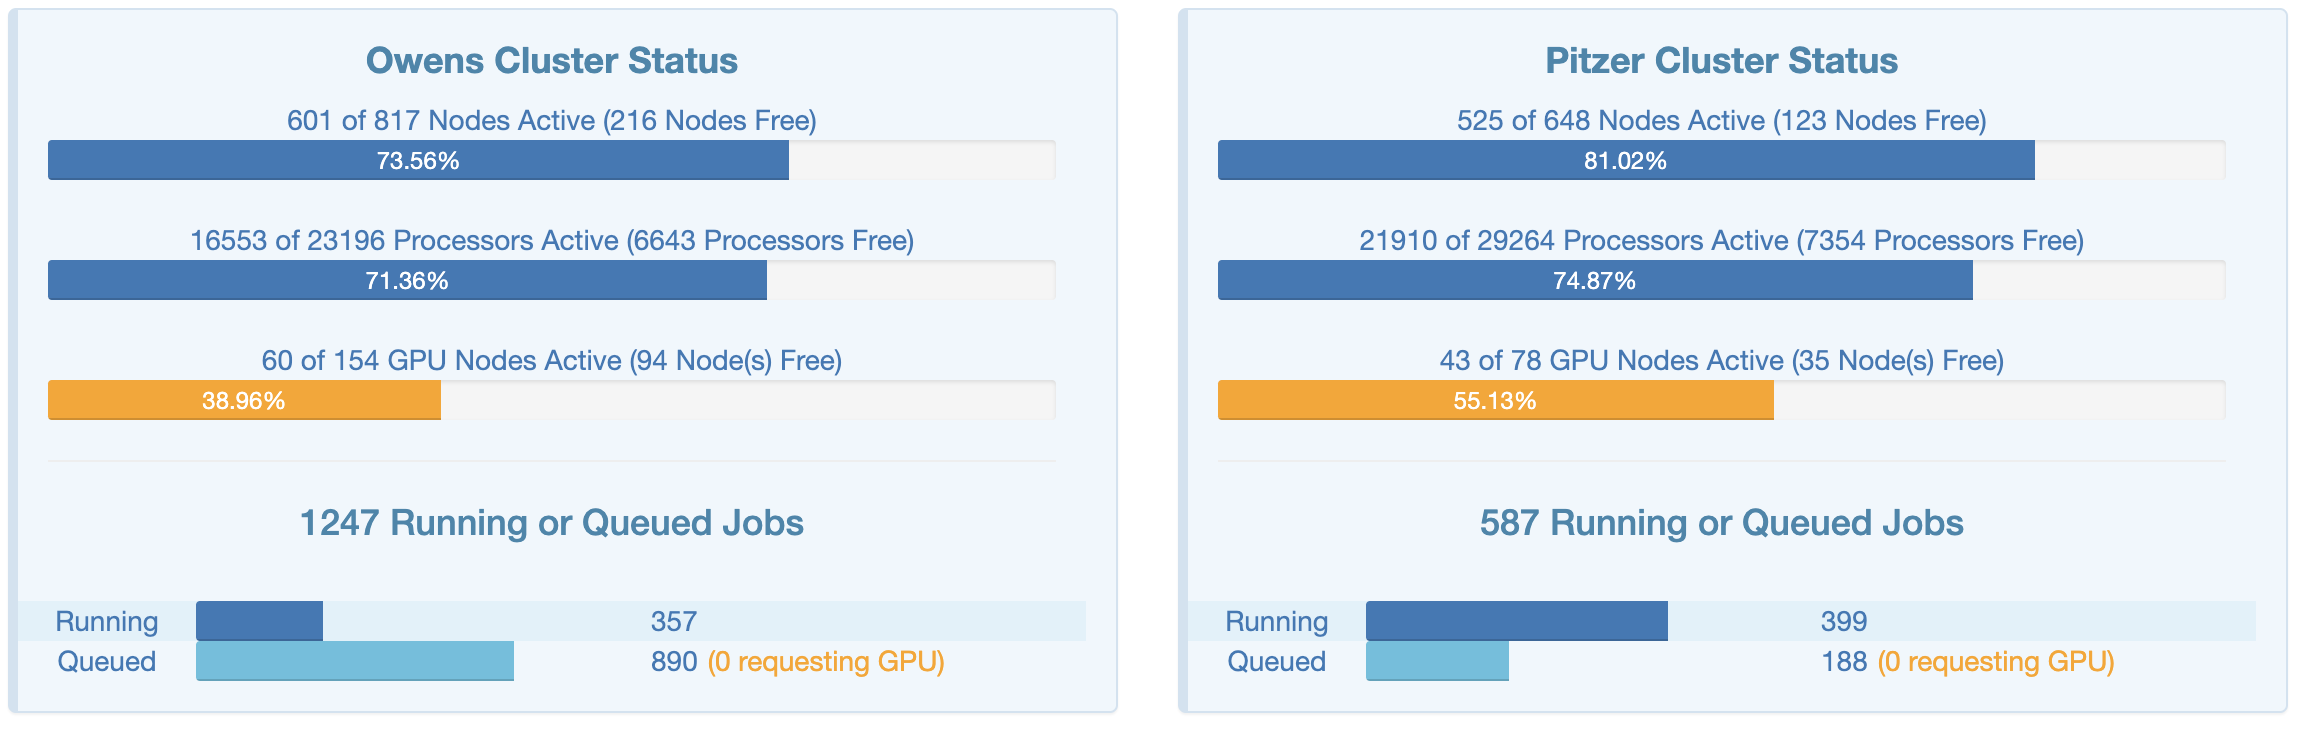 Owens Cluster Status
601 of 817 Nodes Active (216 Nodes Free)
73.56%
16553 of 23196 Processors Active (6643 Processors Free)
71.36%
60 of 154 GPU Nodes Active (94 Node(s) Free)
38.96%
1247 Running or Queued Jobs
Running 357
Queued 890 (0 requesting GPU)
Pitzer Cluster Status
525 of 648 Nodes Active (123 Nodes Free)
81.02%
21910 of 29264 Processors Active (7354 Processors Free)
74.87%
43 of 78 GPU Nodes Active (35 Node(s) Free)
55.13%
587 Running or Queued Jobs
Running 399
Queued 188 (0 requesting GPU)